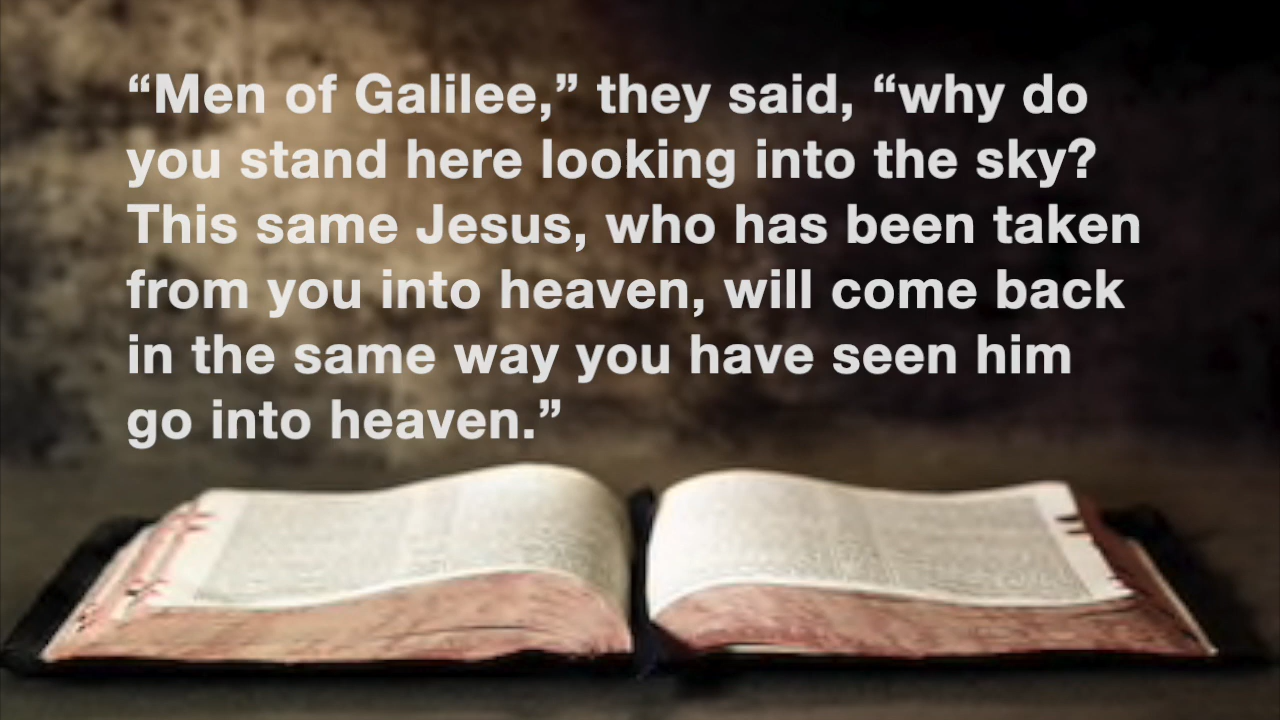 “Men of Galilee,” they said, “why do
you stand here looking into the sky?
This same Jesus, who has been taken
from you into heaven, will come back
in the same way you have seen him
go into heaven.”